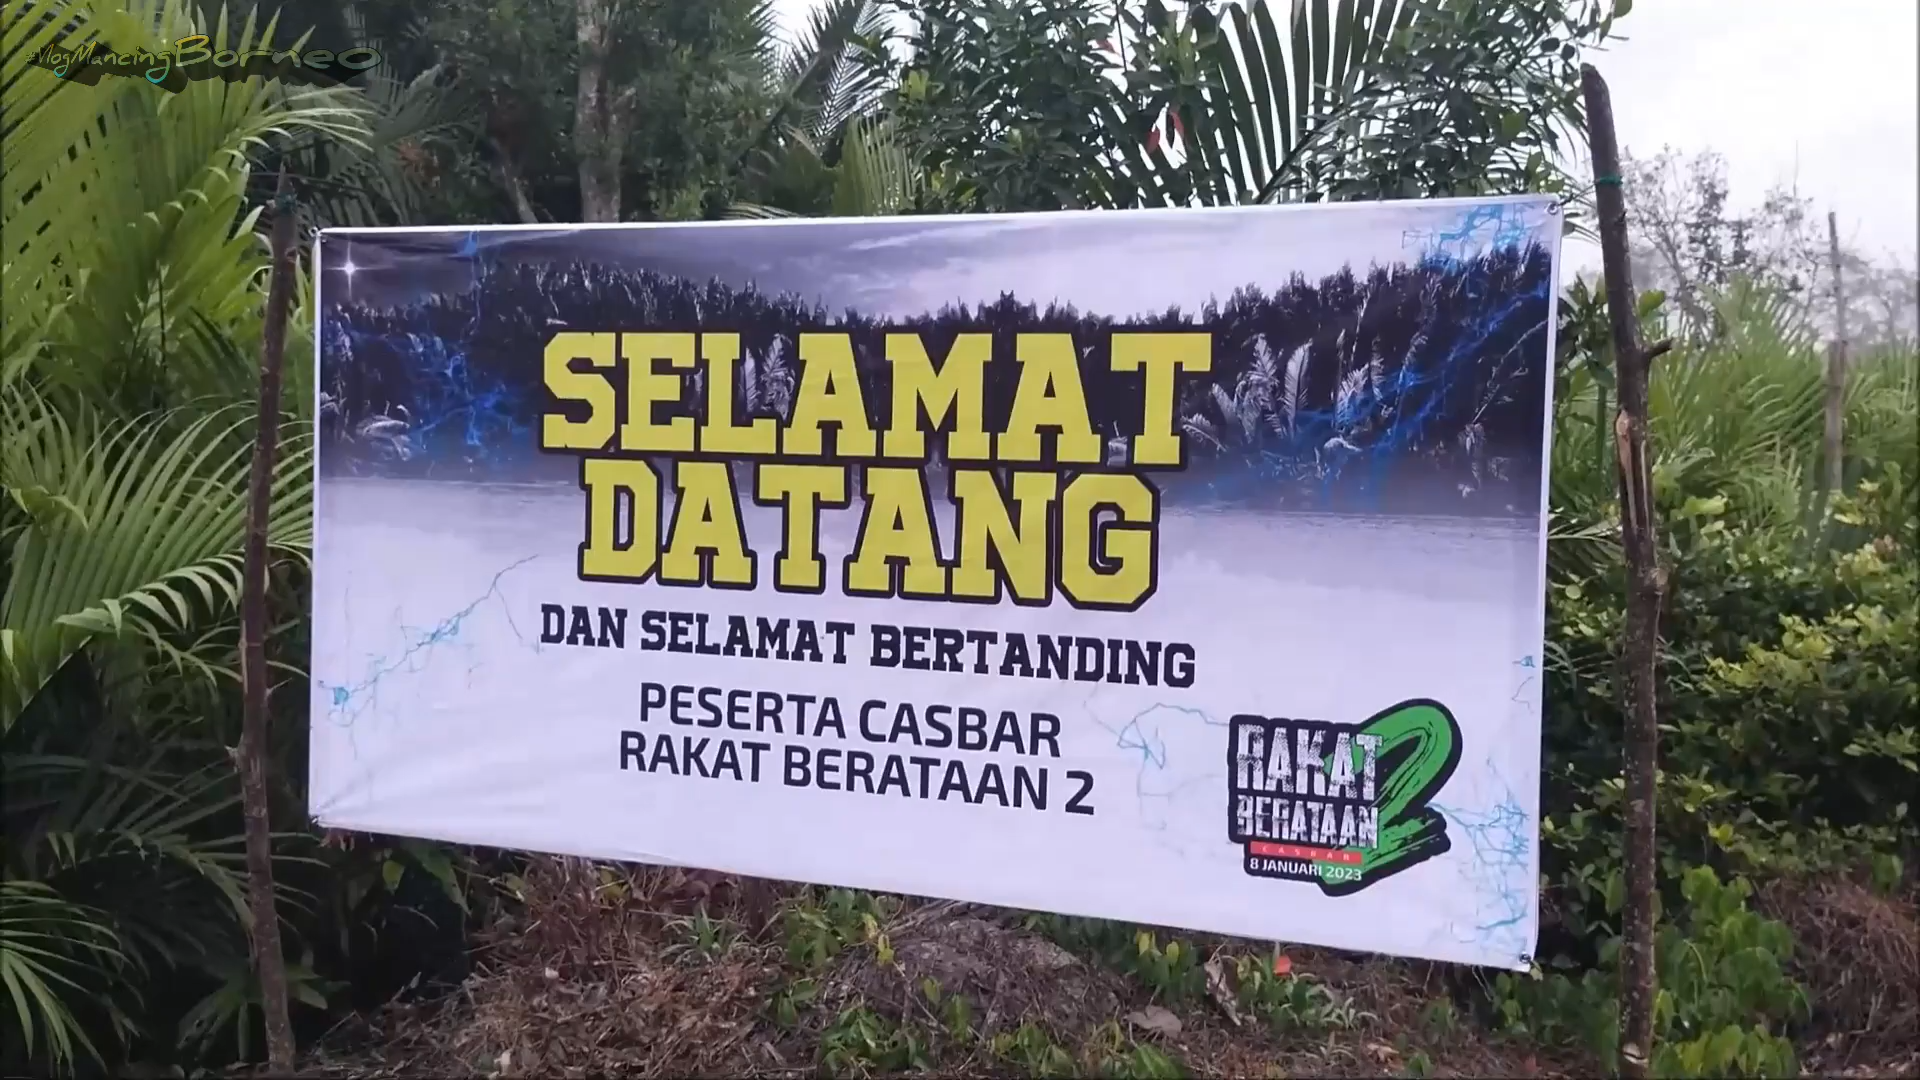 #VlogMancingBorneo
SELAMAT
DATANG
DAN SELAMAT BERTANDING
PESERTA CASBAR
RAKAT BERATAAN 2
RAKAT 2
BERATAAN
CASBAR
8 JANUARI 2023